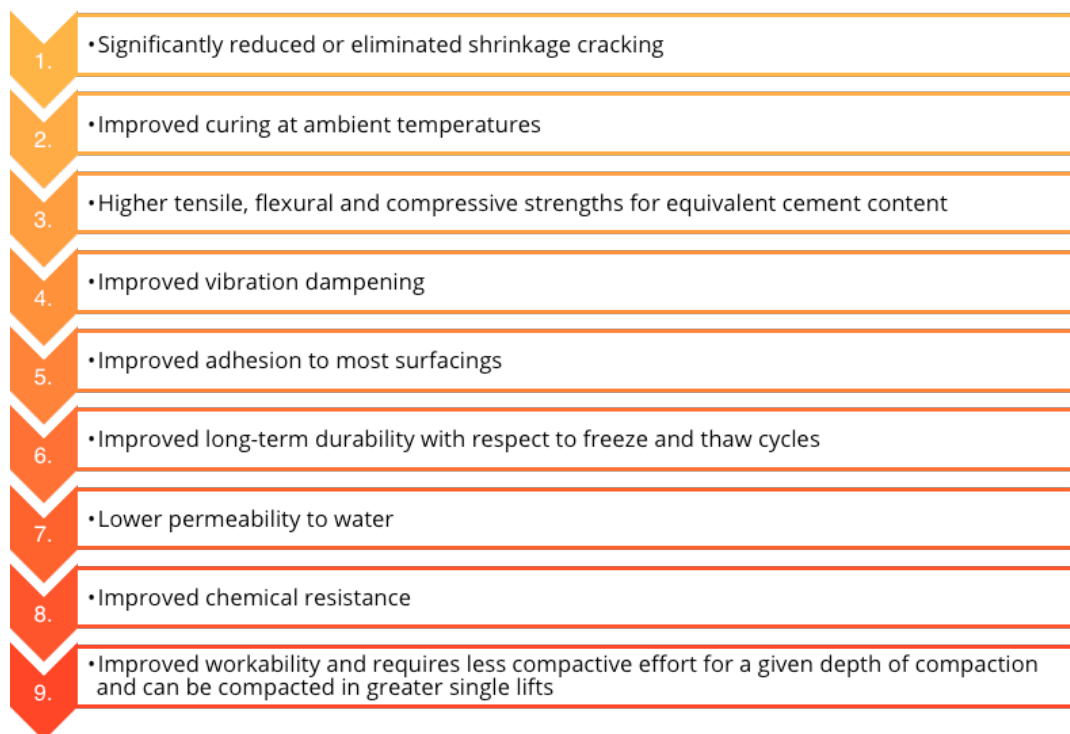 1.
•Significantly reduced or eliminated shrinkage cracking
2.
•Improved curing at ambient temperatures
3.
•Higher tensile, flexural and compressive strengths for equivalent cement content
4.
•Improved vibration dampening
5.
•Improved adhesion to most surfacings
6.
•Improved long-term durability with respect to freeze and thaw cycles
7.
•Lower permeability to water
8.
•Improved chemical resistance
9.
•Improved workability and requires less compactive effort for a given depth of compaction
and can be compacted in greater single lifts